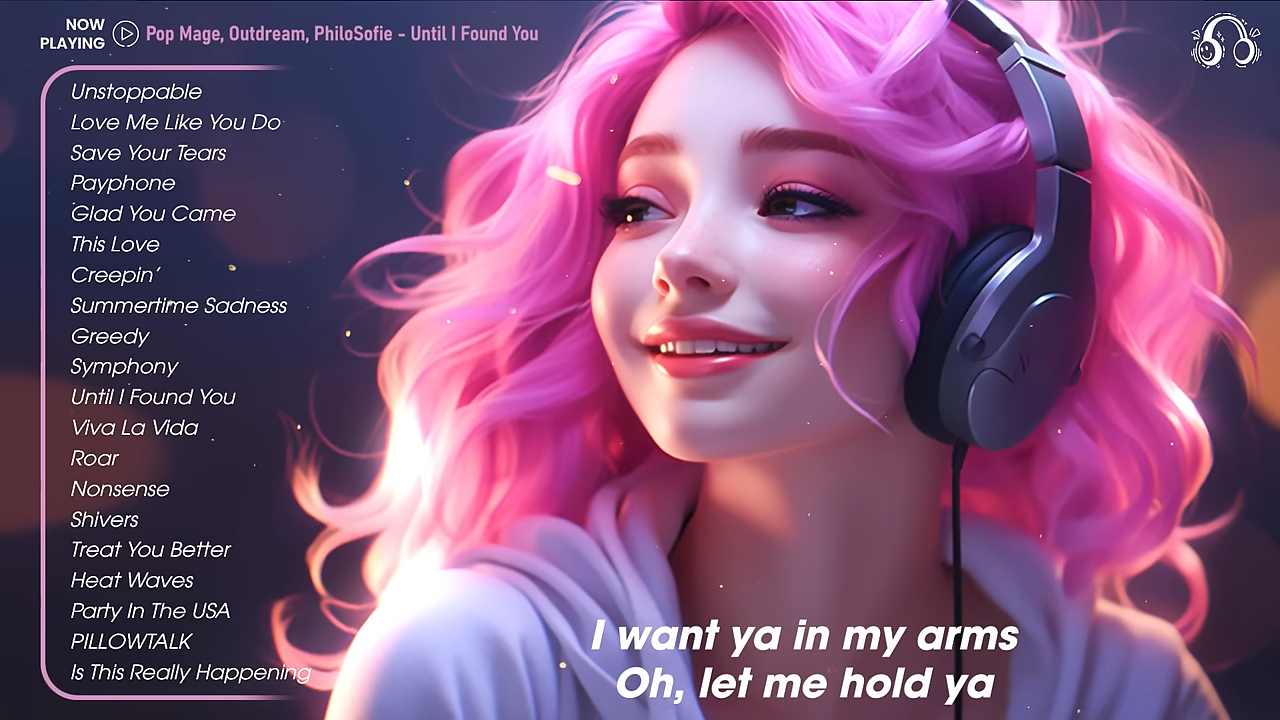 NOW
PLAYING
Pop Mage, Outdream, PhiloSofie - Until I Found You
Unstoppable
Love Me Like You Do
Save Your Tears
Payphone
Glad You Came
This Love
Creepin'
Summertime Sadness
Greedy
Symphony
Until I Found You
Viva La Vida
Roar
Nonsense
Shivers
Treat You Better
Heat Waves
Party In The USA
PILLOWTALK
Is This Really Happening
I want ya in my arms
Oh, let me hold ya